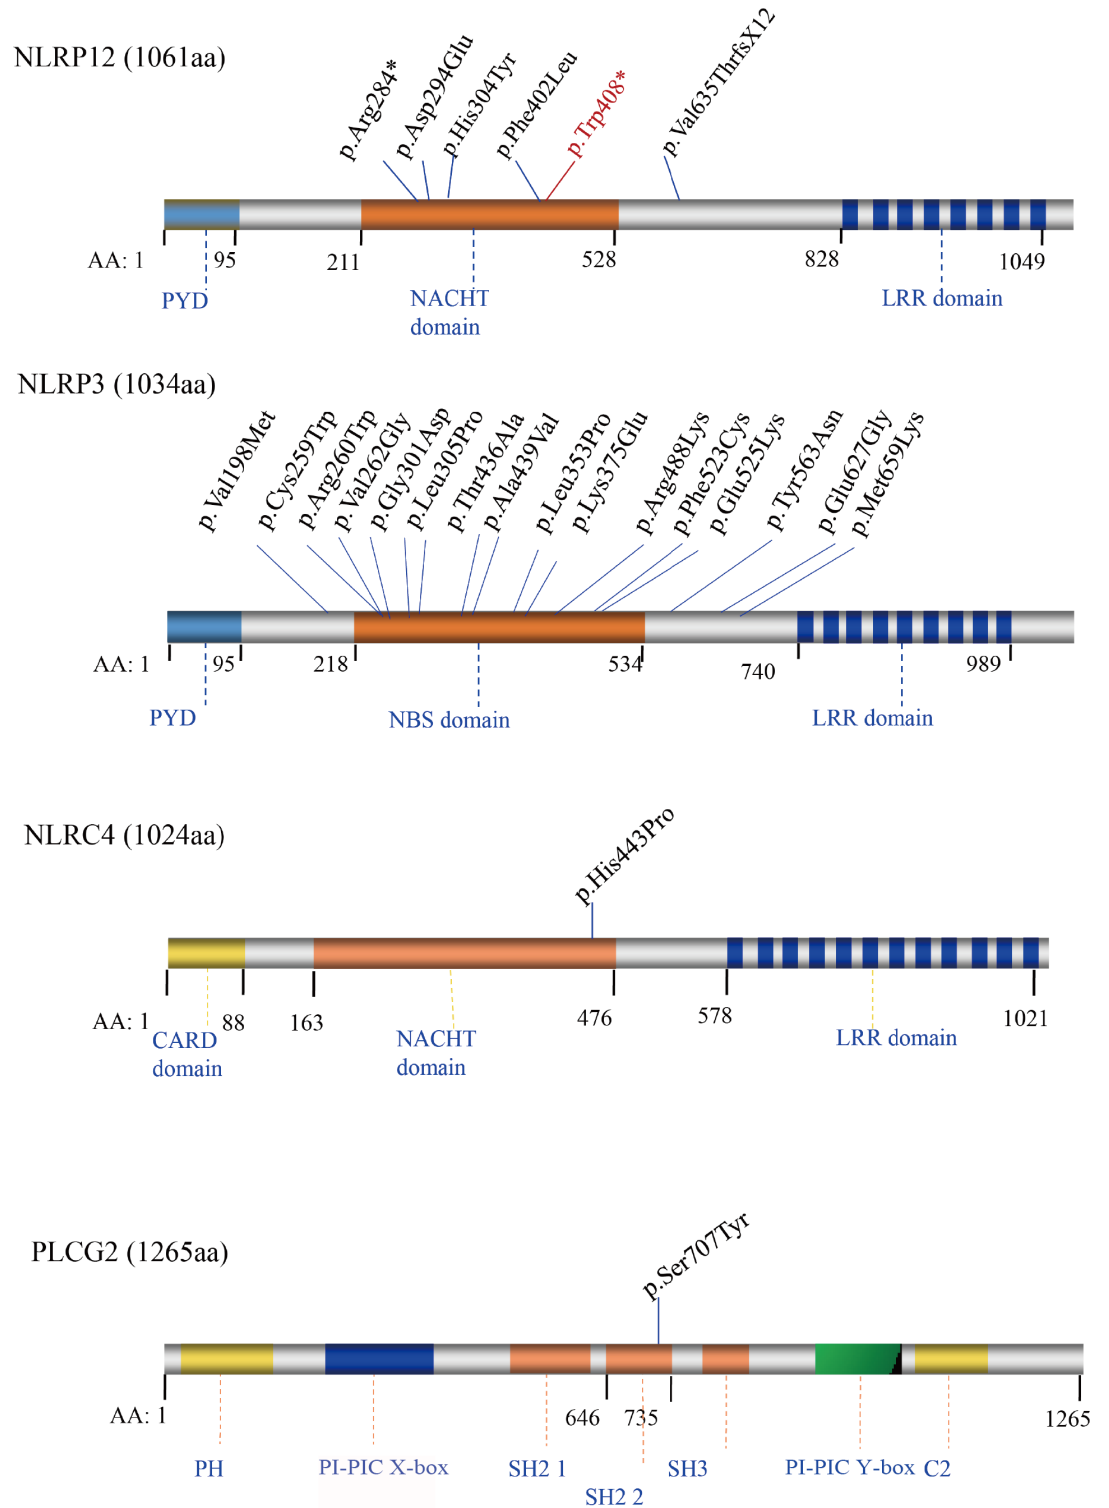 NLRP12 (1061aa)
p.Arg284*
p.Asp294Glu
p.His304Tyr
p.Phe402Leu
p.Trp408*
p.Val635ThrfsX12
AA: 1
95
211
528
828
1049
PYD
NACHT
domain
LRR domain
NLRP3 (1034aa)
p.Val198Met
p.Cys259Trp
p.Arg260Trp
p.Val262Gly
p.Gly301Asp
p.Leu305Pro
p.Thr436Ala
p.Ala439Val
p.Leu353Pro
p.Lys375Glu
p.Arg488Lys
p.Phe523Cys
p.Glu525Lys
p.Tyr563Asn
p.Glu627Gly
p.Met659Lys
AA: 1
95
218
534
740
989
PYD
NBS domain
LRR domain
NLRC4 (1024aa)
p.His443Pro
AA: 1
88
163
476
578
1021
CARD
domain
NACHT
domain
LRR domain
PLCG2 (1265aa)
p.Ser707Tyr
AA: 1
646
735
1265
PH
PI-PIC X-box
SH2 1
SH2 2
SH3
PI-PIC Y-box
C2